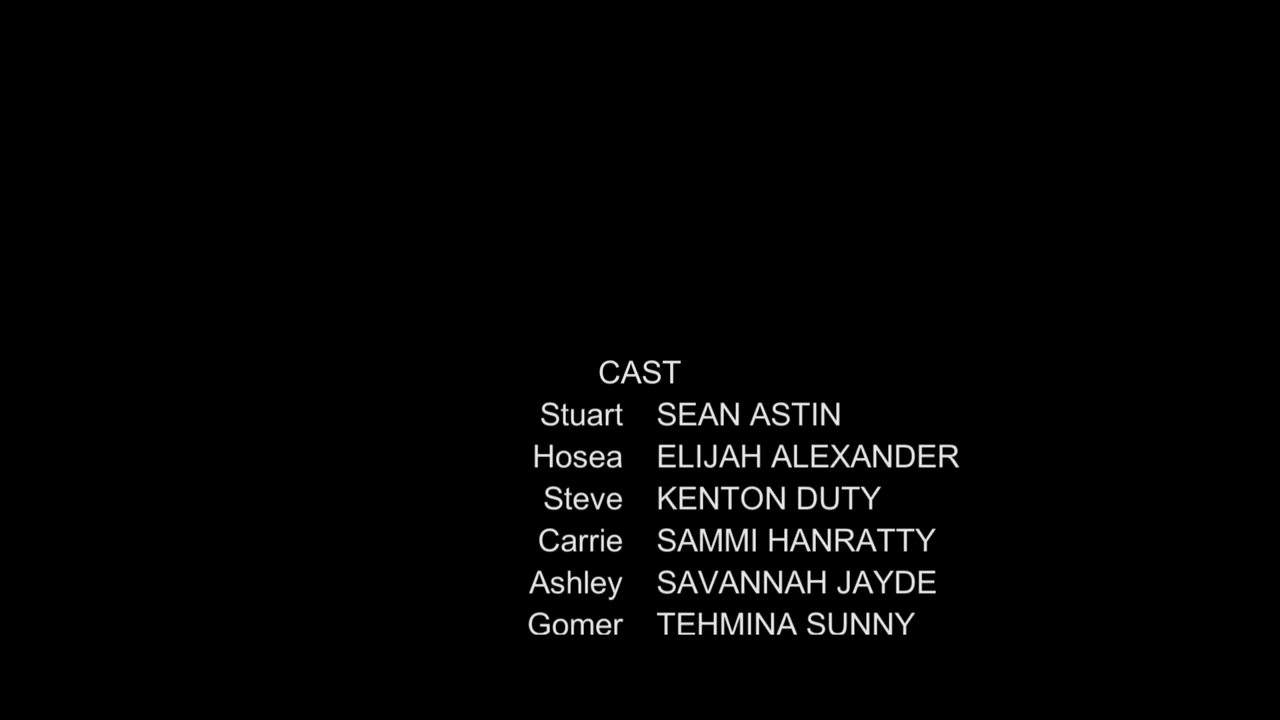 CAST
Stuart SEAN ASTIN
Hosea ELIJAH ALEXANDER
Steve KENTON DUTY
Carrie SAMMI HANRATTY
Ashley SAVANNAH JAYDE
Gomer TEHMINA SUNNY